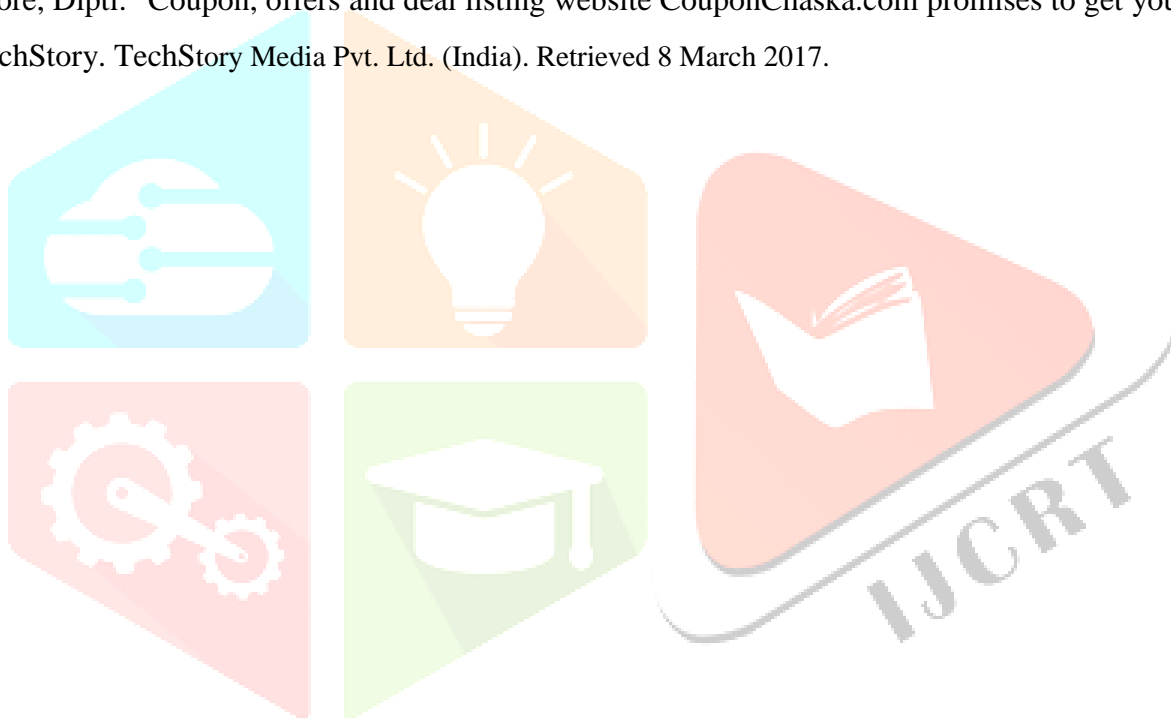 ore, Dipti. "Coupon, offers and deal listing website CouponChaska.com promises to get you
chStory. TechStory Media Pvt. Ltd. (India). Retrieved 8 March 2017.
IJCRT